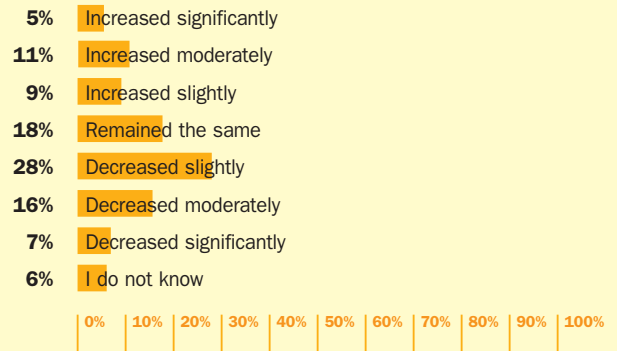 5% Increased significantly
11% Increased moderately
9% Increased slightly
18% Remained the same
28% Decreased slightly
16% Decreased moderately
7% Decreased significantly
6% I do not know
0% 10% 20% 30% 40% 50% 60% 70% 80% 90% 100%